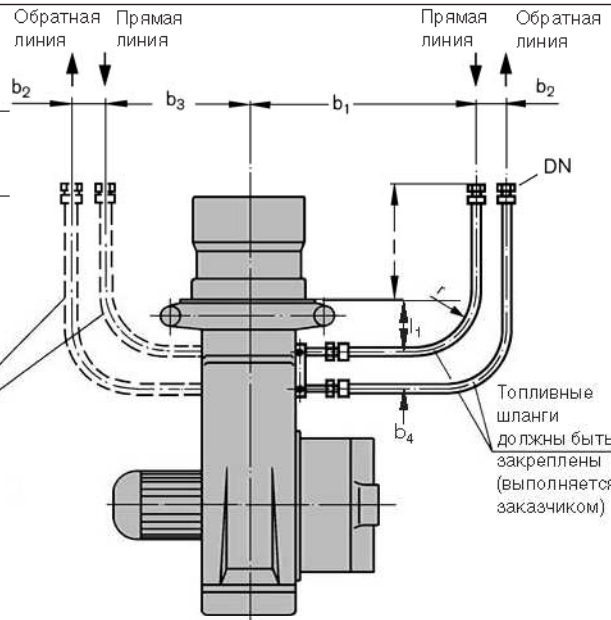 Обратная
линия
Прямая
линия
Прямая
линия
Обратная
линия
b₂
b₃
b₁
b₂
DN
r
l₁
b₄
Топливные
шланги
должны быть
закреплены
(выполняется
заказчиком)